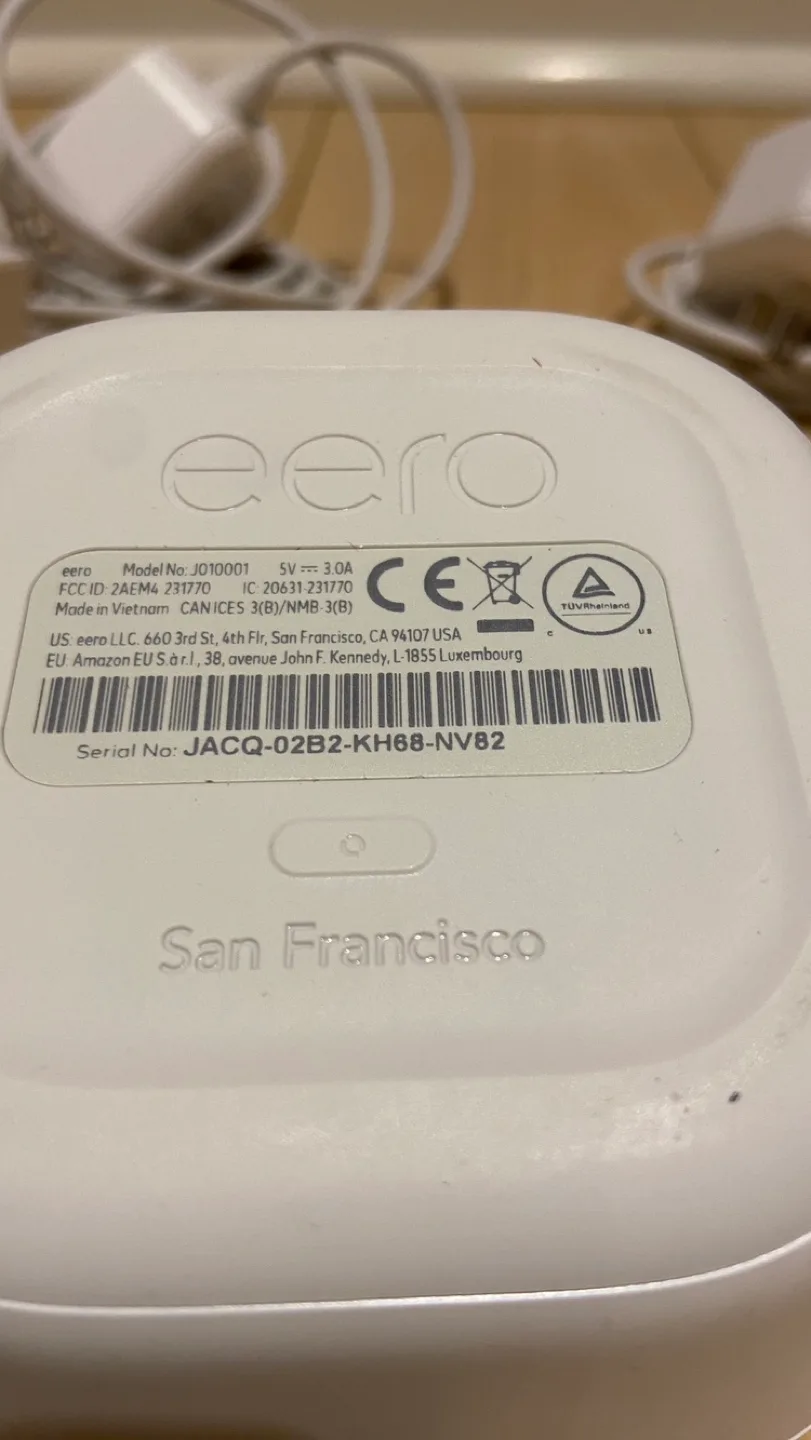 eero
eero Model No: J010001 5V ⎓ 3.0A
FCC ID: 2AEM4 231770 IC: 20631-231770
Made in Vietnam CAN ICES 3(B)/NMB-3(B)
CE
TÜVRheinland
C US
US: eero LLC. 660 3rd St, 4th Flr, San Francisco, CA 94107 USA
EU: Amazon EU S.à r.l., 38, avenue John F. Kennedy, L-1855 Luxembourg
Serial No: JACQ-02B2-KH68-NV82
San Francisco